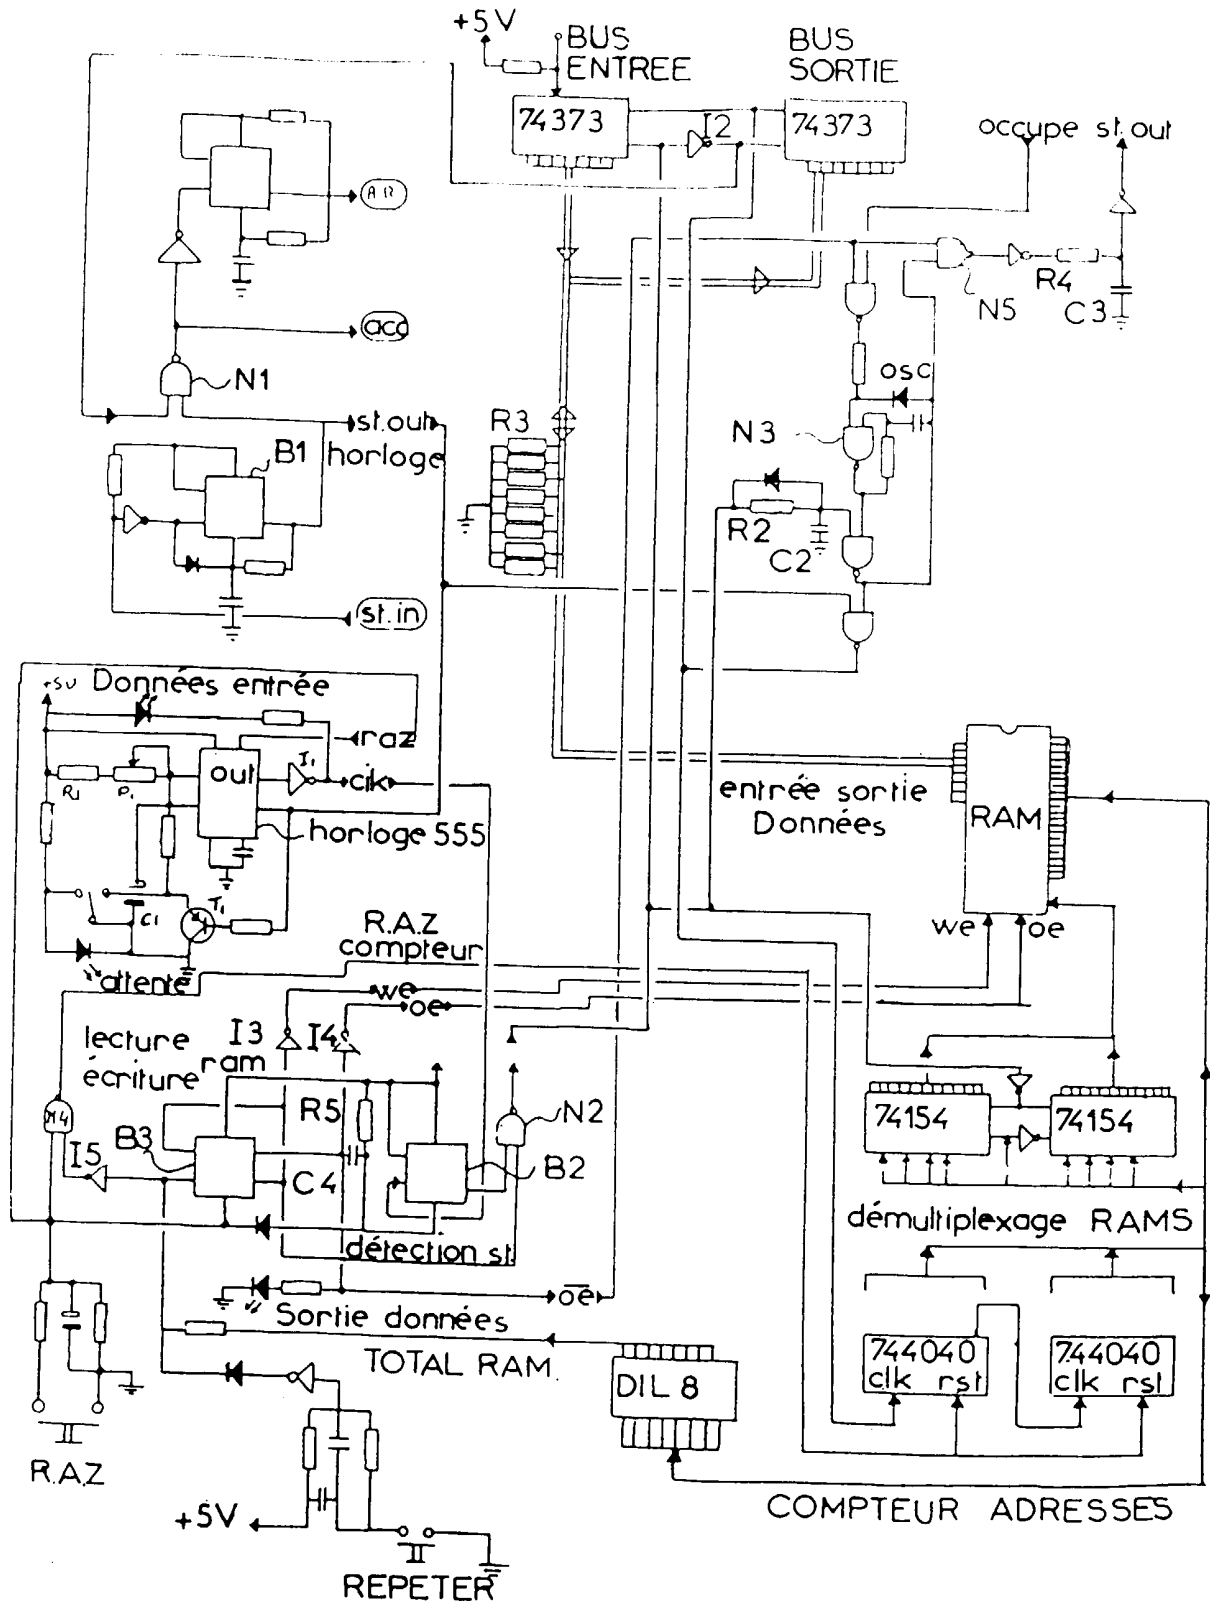 +5V
BUS
ENTREE
BUS
SORTIE
74373
I2
74373
occupe st.out
R4
N5
C3
acc
N1
st.out
horloge
B1
R3
osc
N3
R2
C2
st.in
+5V
Données entrée
raz
out
I1
clk
R1
P1
horloge 555
C1
T1
attente
entrée sortie
Données
RAM
we
oe
R.A.Z
compteur
we
oe
lecture
écriture
ram
I3
I4
R5
N4
B3
I5
C4
N2
B2
détection st
74154
74154
démultiplexage RAMS
oe
Sortie données
TOTAL RAM.
DIL 8
744040
clk rst
744040
clk rst
R.A.Z
+5V
REPETER
COMPTEUR ADRESSES